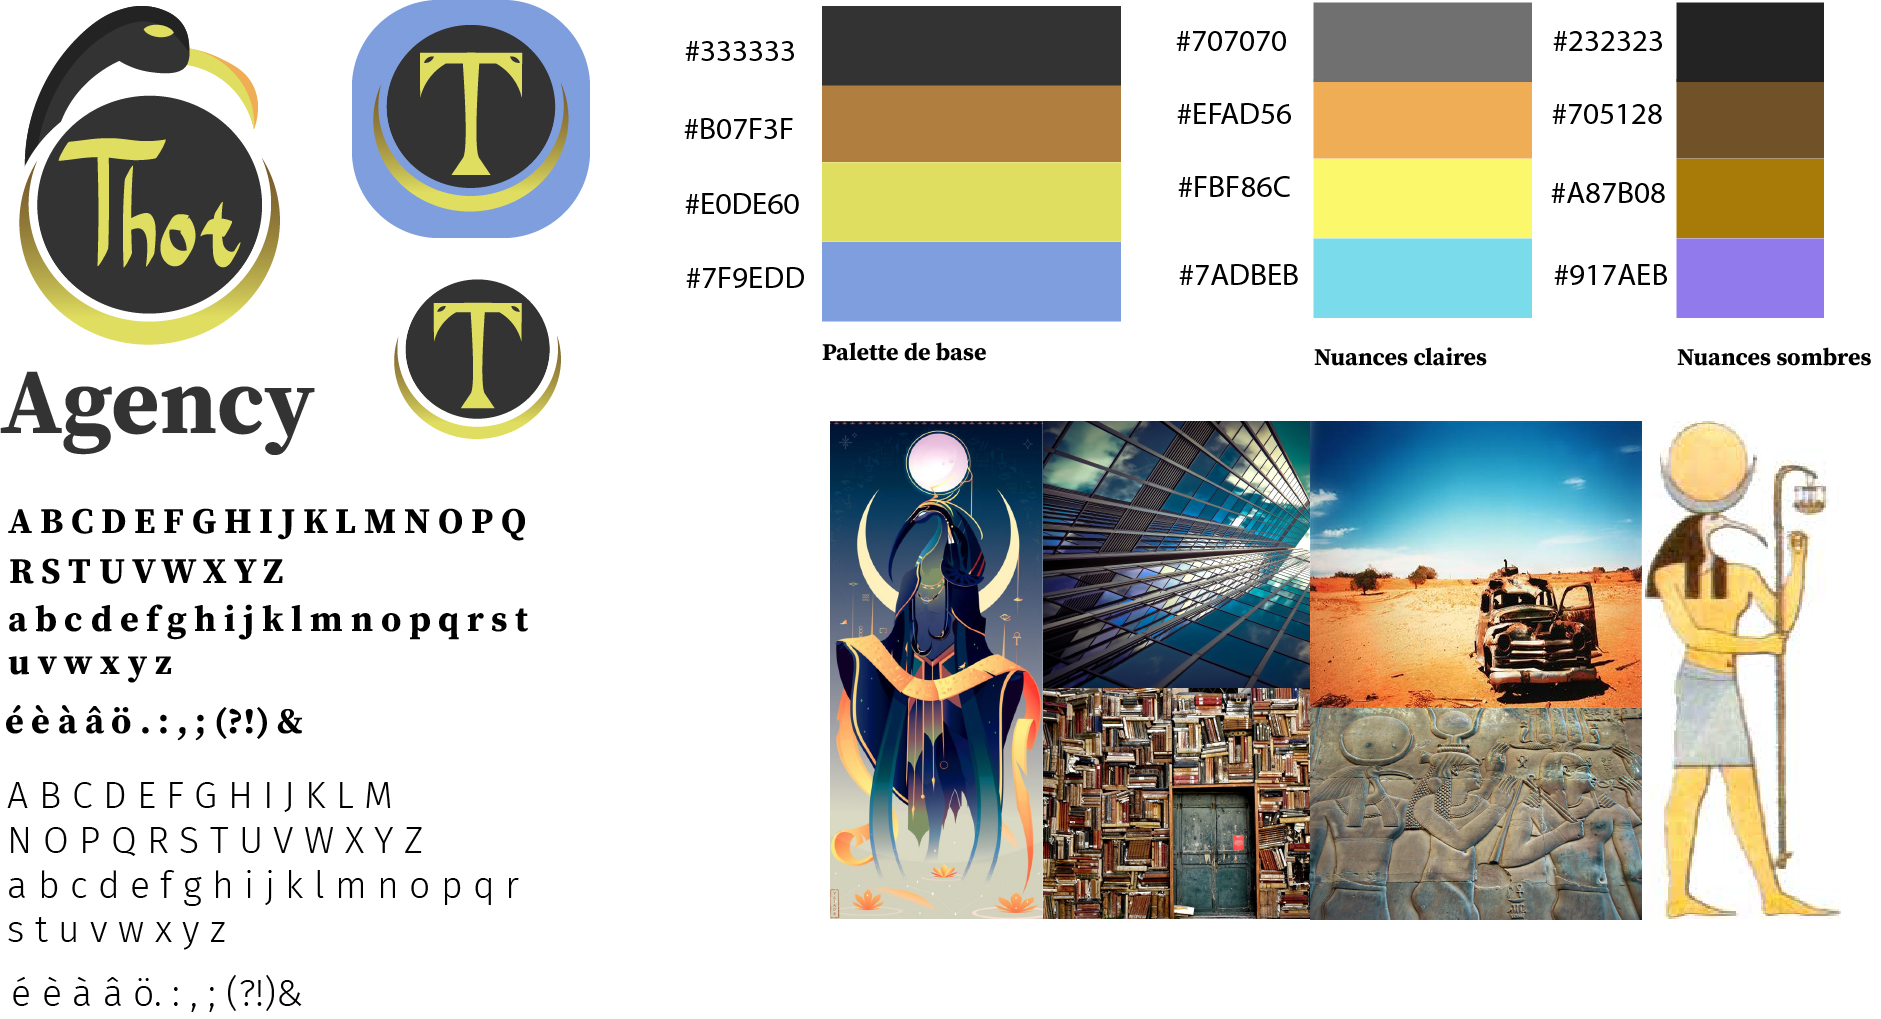 Thot
Agency
T
T
A B C D E F G H I J K L M N O P Q
R S T U V W X Y Z
a b c d e f g h i j k l m n o p q r s t
u v w x y z
é è à â ö . : , ; (?!) &
A B C D E F G H I J K L M
N O P Q R S T U V W X Y Z
a b c d e f g h i j k l m n o p q r
s t u v w x y z
é è à â ö. : , ; (?!)&
#333333
#B07F3F
#E0DE60
#7F9EDD
Palette de base
#707070
#EFAD56
#FBF86C
#7ADBEB
Nuances claires
#232323
#705128
#A87B08
#917AEB
Nuances sombres